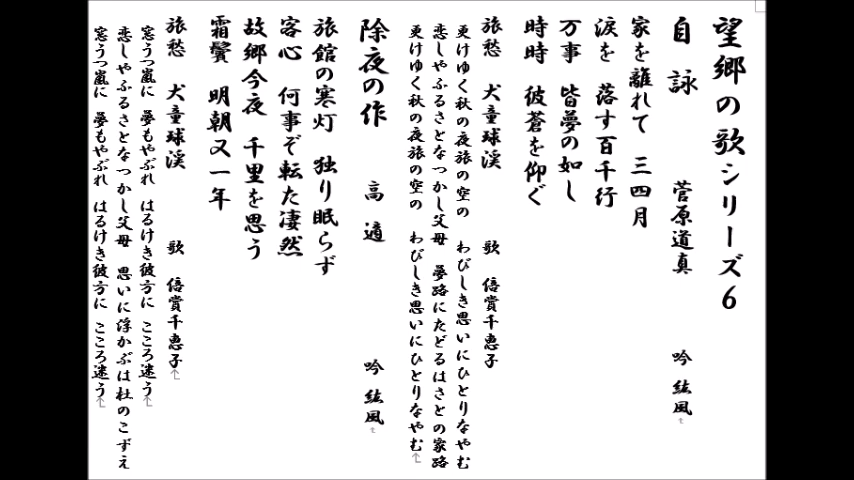 望郷の歌シリーズ6
自詠　菅原道真　吟 絃風
家を離れて 三四月
涙を 落す百千行
万事 皆夢の如し
時時 彼蒼を仰ぐ
旅愁 犬童球渓　歌 倍賞千恵子
更けゆく秋の夜旅の空の わびしき思いにひとりなやむ
恋しやふるさとなつかし父母 夢路にたどるはさとの家路
更けゆく秋の夜旅の空の わびしき思いにひとりなやむ
除夜の作　高適　吟 絃風
旅館の寒灯 独り眠らず
客心 何事ぞ転た凄然
故郷今夜 千里を思う
霜鬢 明朝又一年
旅愁 犬童球渓　歌 倍賞千恵子
窓うつ嵐に 夢もやぶれ はるけき彼方に こころ迷う
恋しやふるさとなつかし父母 思いに浮かぶは杜のこずえ
窓うつ嵐に 夢もやぶれ はるけき彼方に こころ迷う